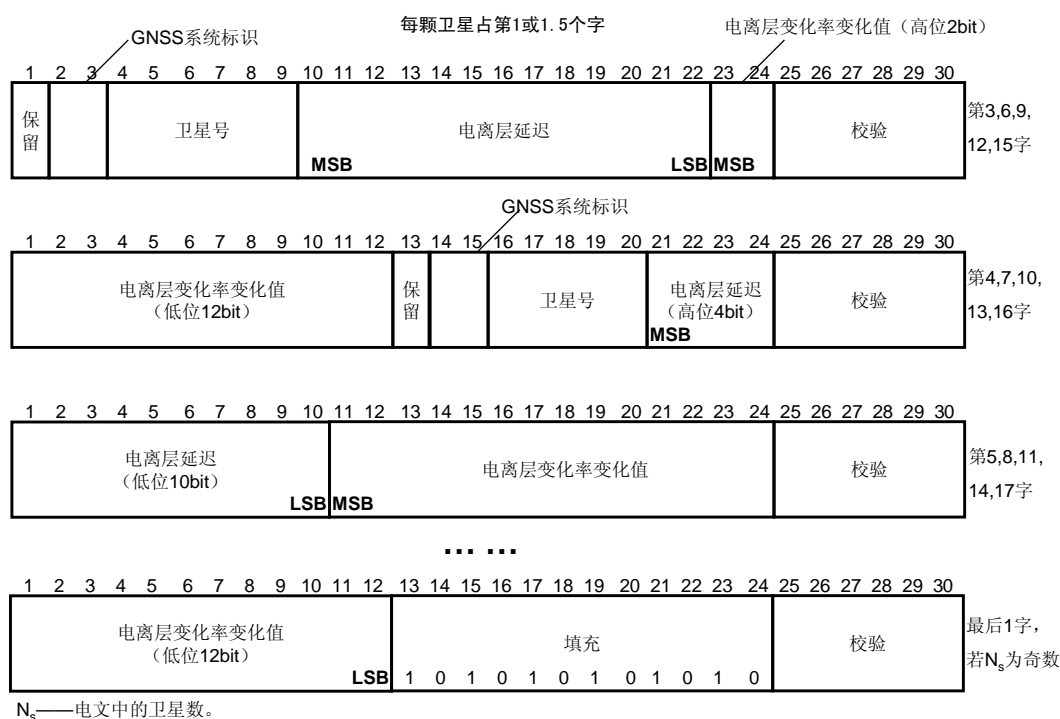 每颗卫星占第1或1.5个字
GNSS系统标识
电离层变化率变化值（高位2bit）
1 2 3 4 5 6 7 8 9 10 11 12 13 14 15 16 17 18 19 20 21 22 23 24 25 26 27 28 29 30
保留
卫星号
电离层延迟
MSB
LSB
MSB
校验
第3,6,9,
12,15字
GNSS系统标识
1 2 3 4 5 6 7 8 9 10 11 12 13 14 15 16 17 18 19 20 21 22 23 24 25 26 27 28 29 30
电离层变化率变化值
（低位12bit）
保留
卫星号
电离层延迟
（高位4bit）
MSB
校验
第4,7,10,
13,16字
1 2 3 4 5 6 7 8 9 10 11 12 13 14 15 16 17 18 19 20 21 22 23 24 25 26 27 28 29 30
电离层延迟
（低位10bit）
LSB
MSB
电离层变化率变化值
校验
第5,8,11,
14,17字
... ...
1 2 3 4 5 6 7 8 9 10 11 12 13 14 15 16 17 18 19 20 21 22 23 24 25 26 27 28 29 30
电离层变化率变化值
（低位12bit）
LSB
填充
1 0 1 0 1 0 1 0 1 0 1 0
校验
最后1字，
若Ns为奇数
Ns——电文中的卫星数。